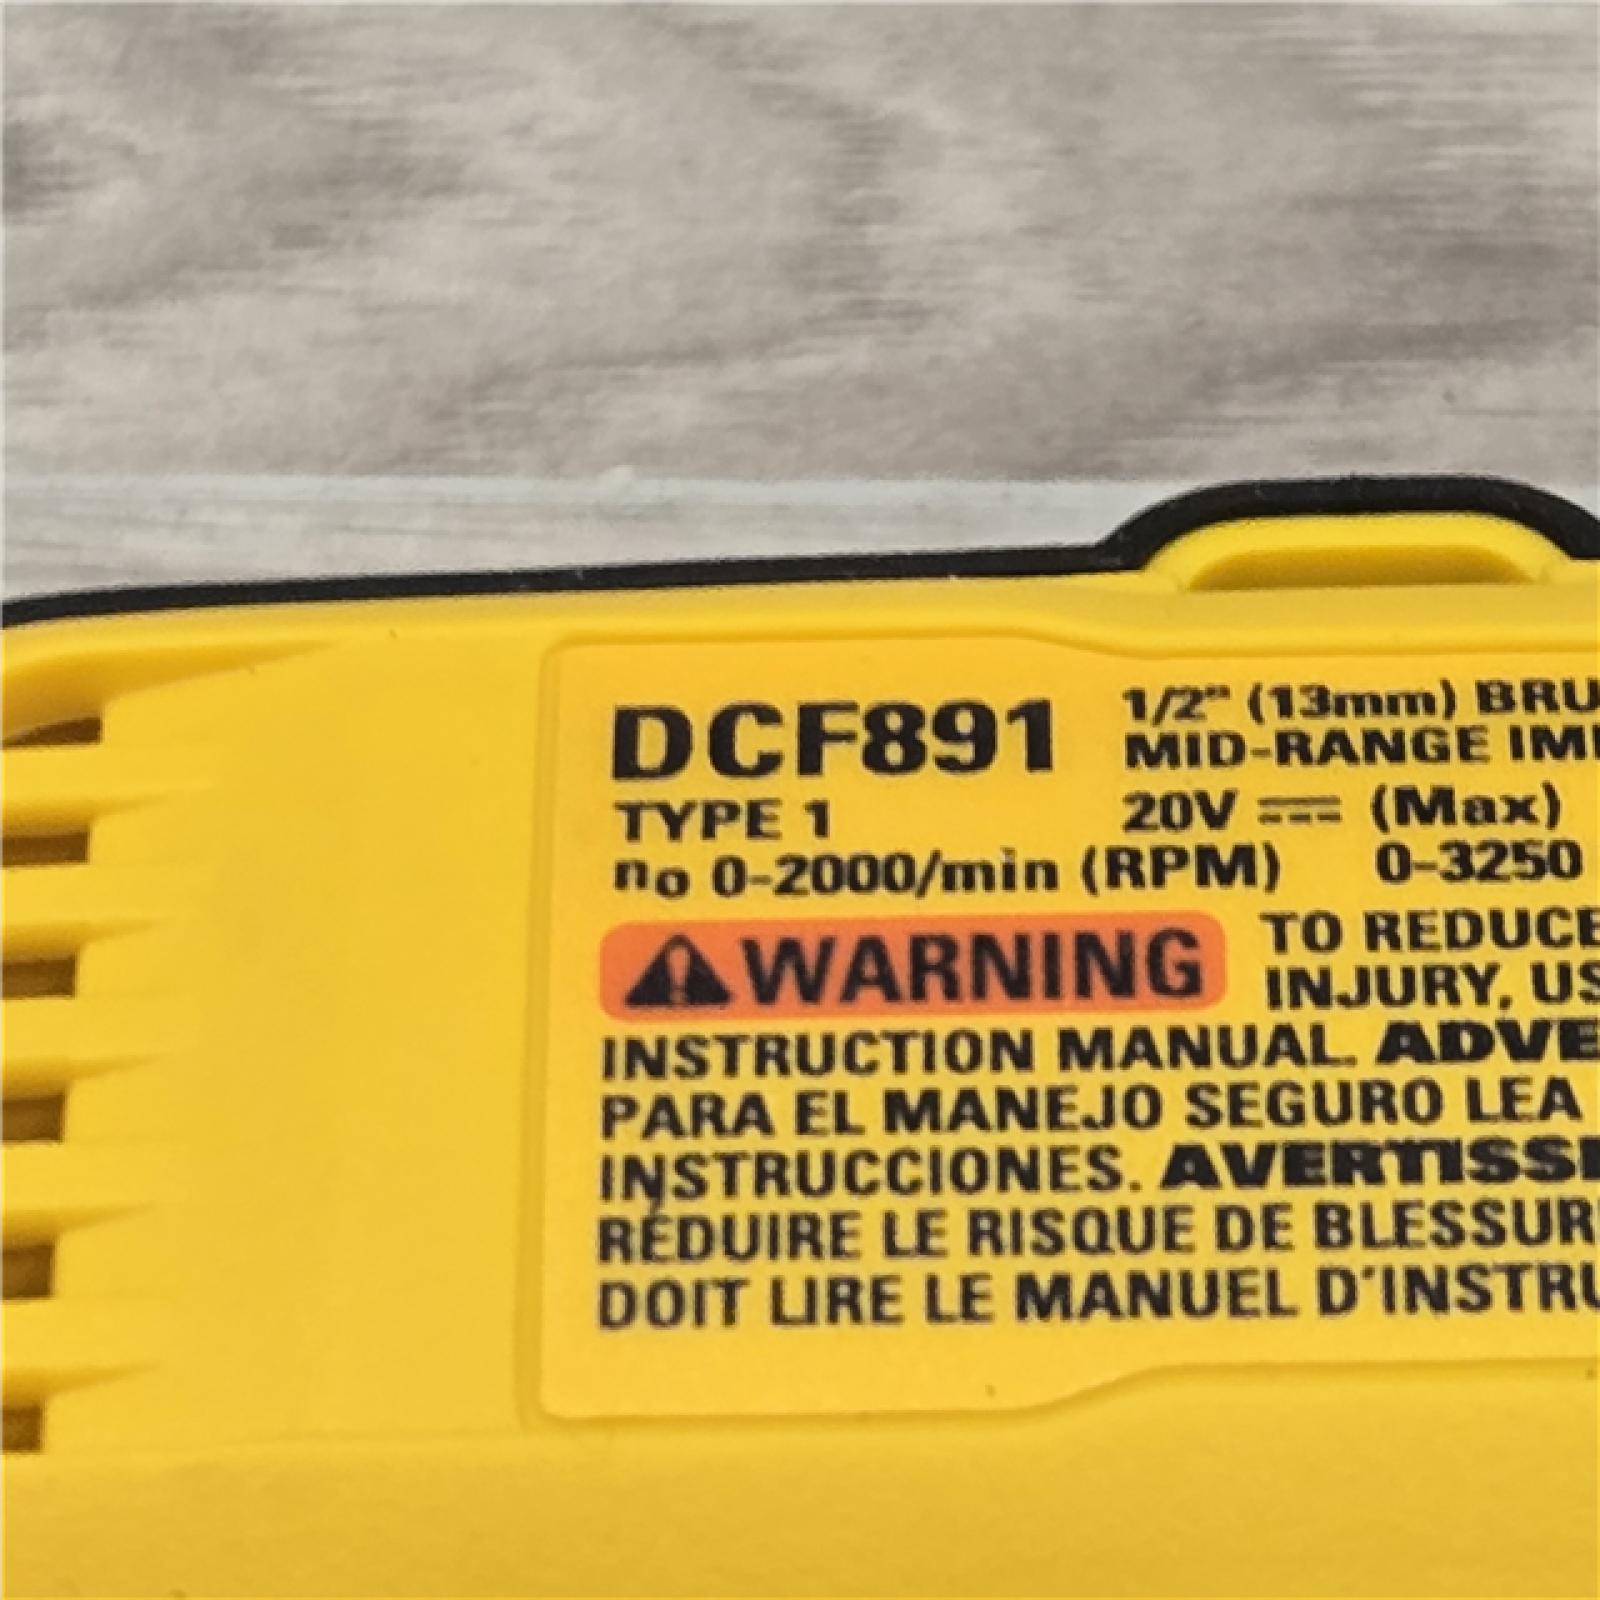 DCF891 1/2" (13mm) BRU
MID-RANGE IM
TYPE 1 20V ⎓ (Max)
no 0-2000/min (RPM) 0-3250
WARNING TO REDUCE
INJURY, US
INSTRUCTION MANUAL. ADVE
PARA EL MANEJO SEGURO LEA
INSTRUCCIONES. AVERTISSE
RÉDUIRE LE RISQUE DE BLESSUR
DOIT LIRE LE MANUEL D'INSTRU